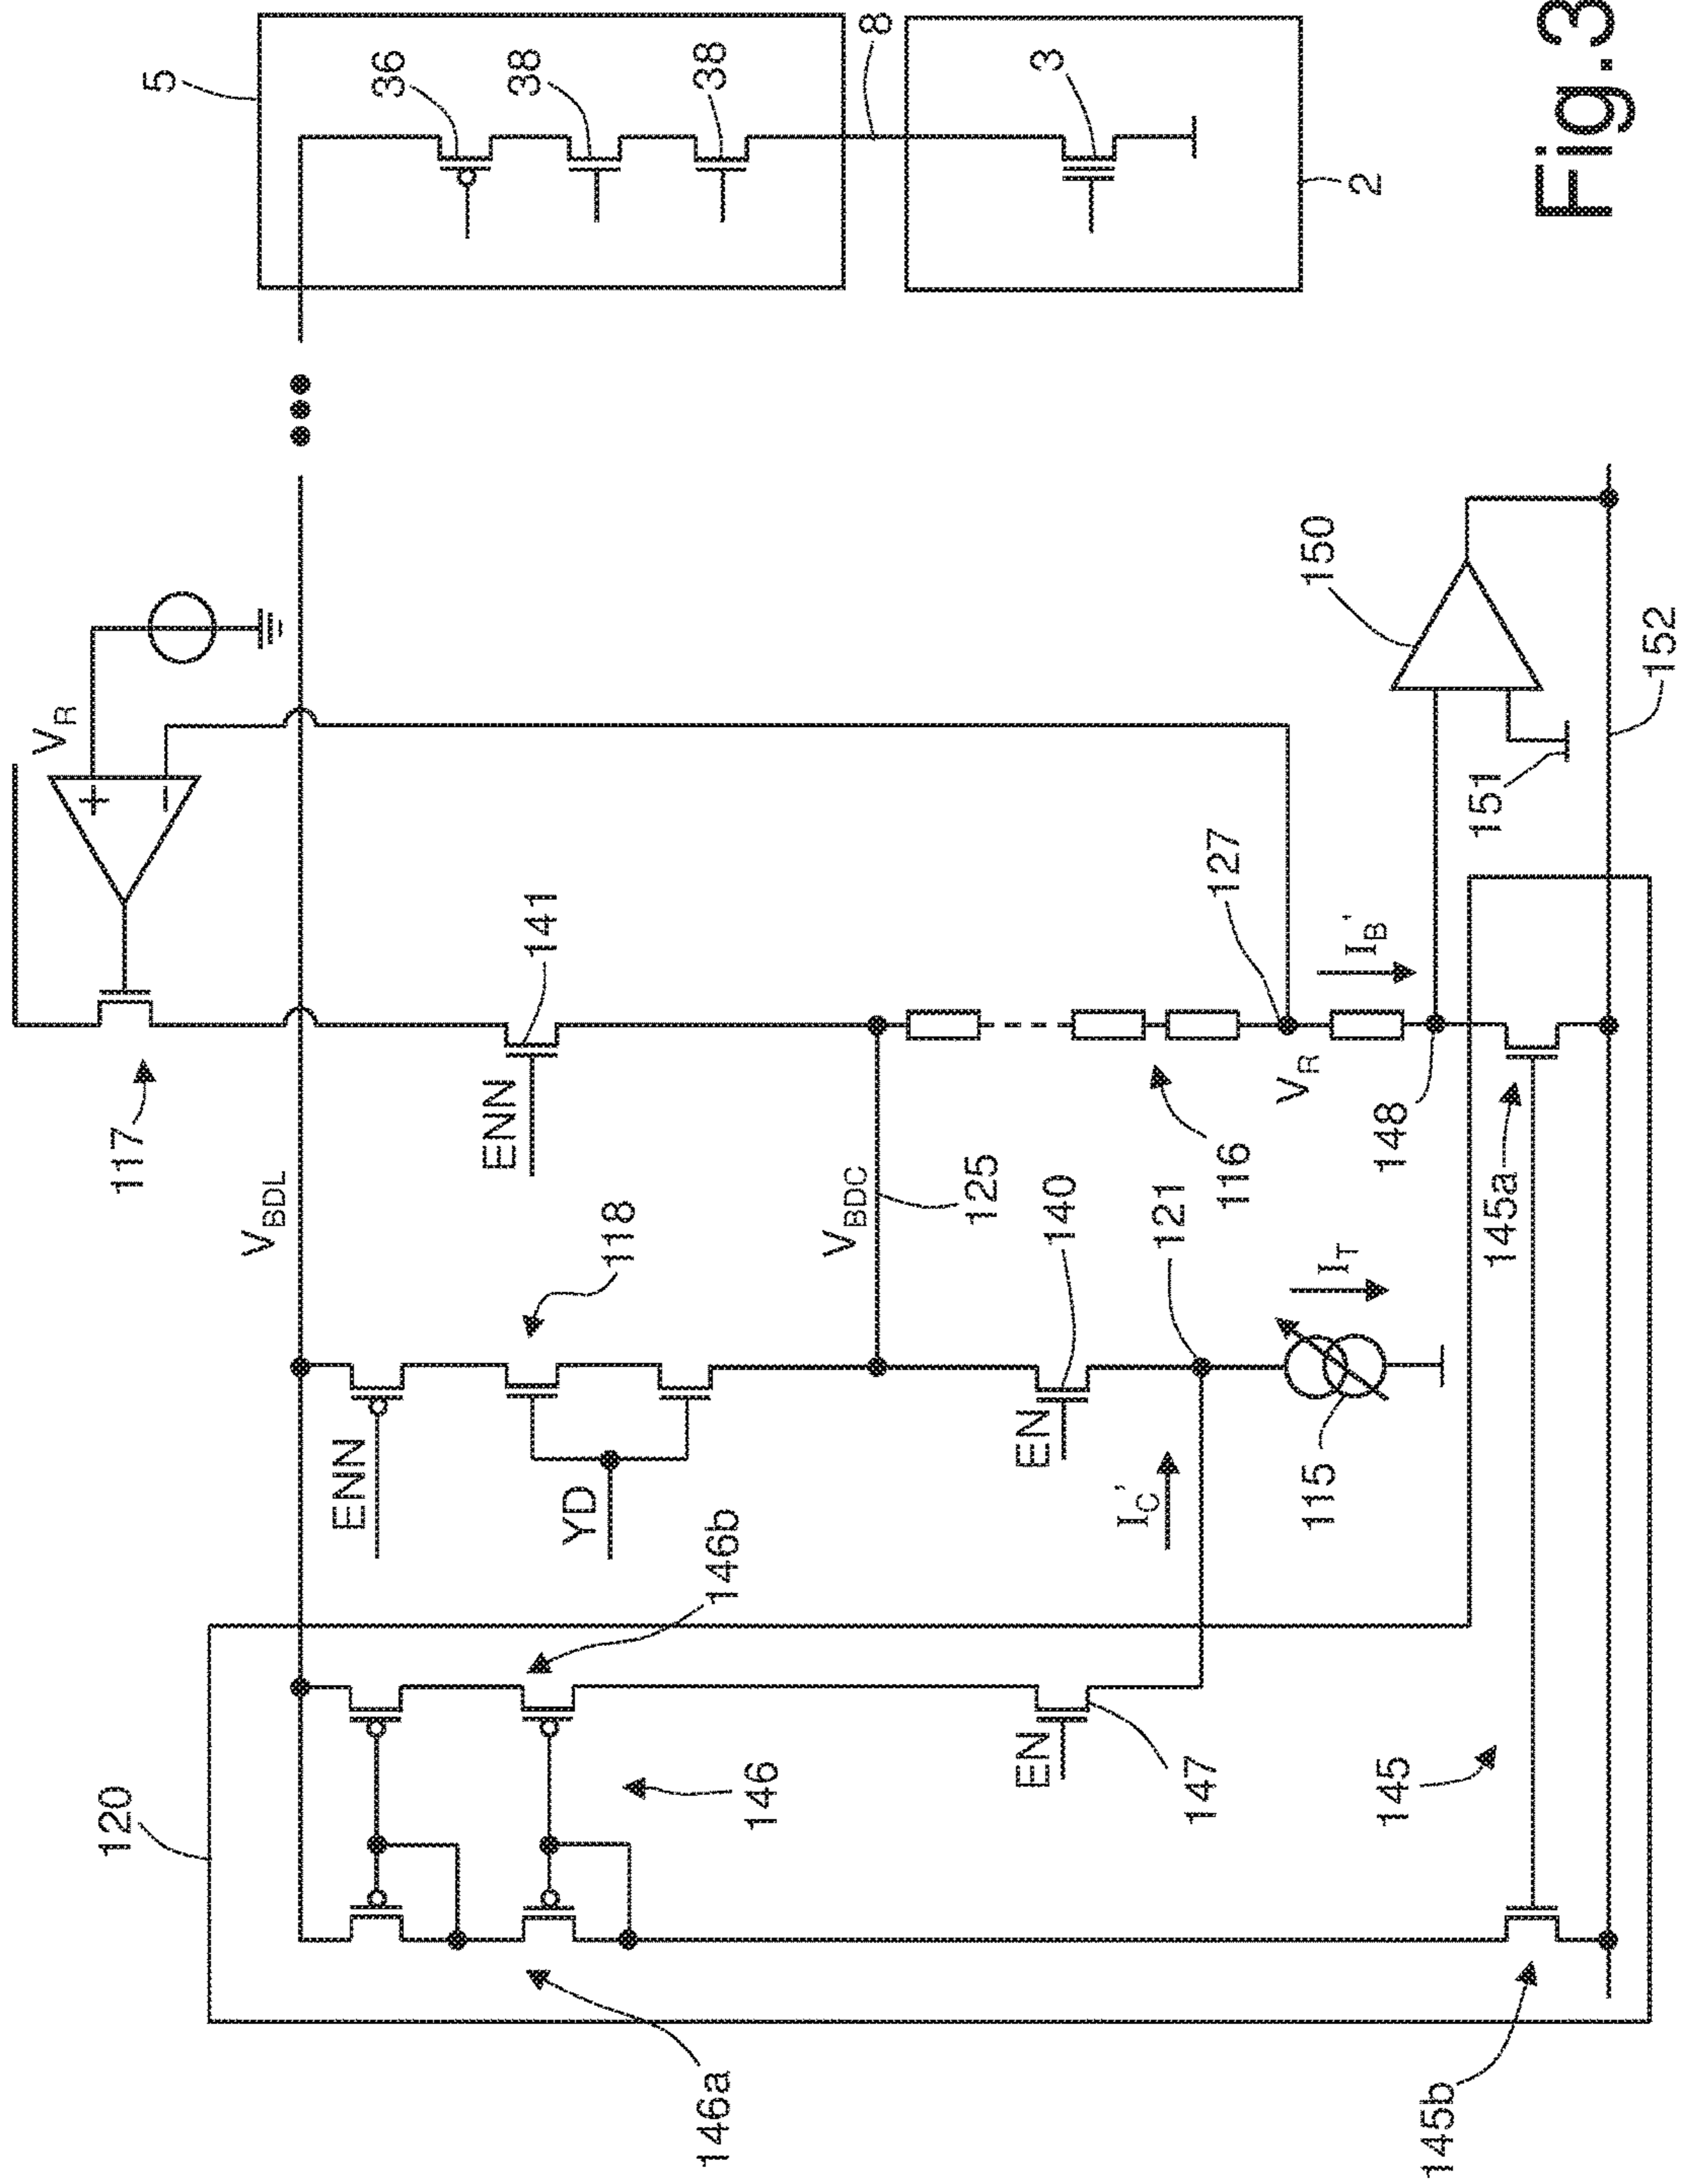 120
146a
146b
146
EN
147
145b
145
ENN
YD
118
EN
140
I_C'
121
115
I_T
V_BDL
V_BDC
125
117
V_R
ENN
141
116
127
V_R
I_B'
148
145a
150
151
152
5
36
38
38
8
3
2
Fig.3